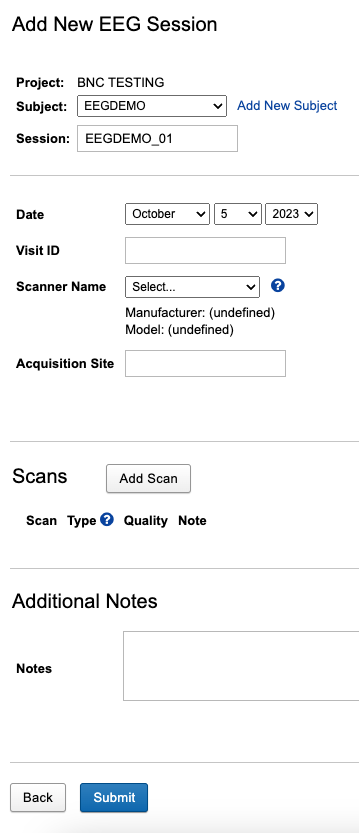 Add New EEG Session
Project: BNC TESTING
Subject: EEGDEMO Add New Subject
Session: EEGDEMO_01
Date October 5 2023
Visit ID
Scanner Name Select... ?
Manufacturer: (undefined)
Model: (undefined)
Acquisition Site
Scans Add Scan
Scan Type ? Quality Note
Additional Notes
Notes
Back Submit